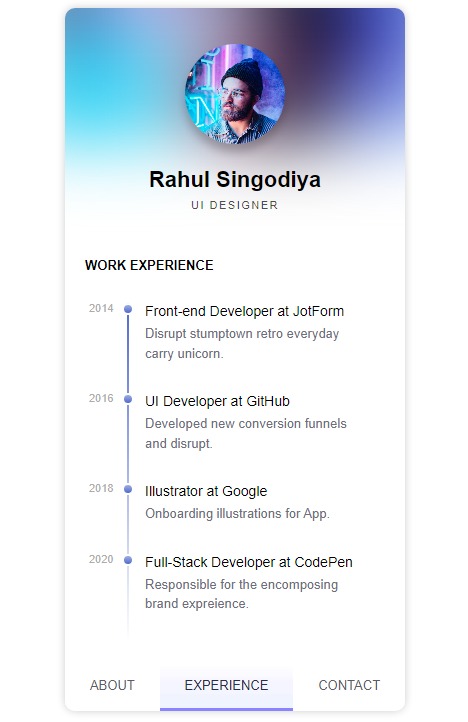 Rahul Singodiya
UI DESIGNER
WORK EXPERIENCE
2014
Front-end Developer at JotForm
Disrupt stumptown retro everyday
carry unicorn.
2016
UI Developer at GitHub
Developed new conversion funnels
and disrupt.
2018
Illustrator at Google
Onboarding illustrations for App.
2020
Full-Stack Developer at CodePen
Responsible for the encomposing
brand expreience.
ABOUT EXPERIENCE CONTACT